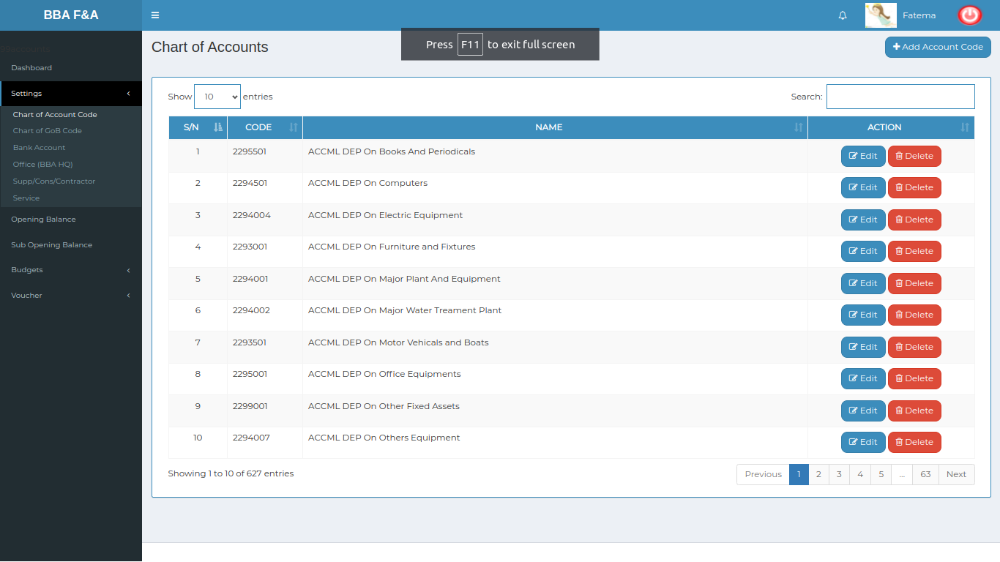 BBA F&A
Fatema
Press F11 to exit full screen
Chart of Accounts
Add Account Code
Dashboard
Settings
Chart of Account Code
Chart of GoB Code
Bank Account
Office (BBA HQ)
Supp/Cons/Contractor
Service
Opening Balance
Sub Opening Balance
Budgets
Voucher
Show 10 entries
Search:
S/N CODE NAME ACTION
1 2295501 ACCML DEP On Books And Periodicals Edit Delete
2 2294501 ACCML DEP On Computers Edit Delete
3 2294004 ACCML DEP On Electric Equipment Edit Delete
4 2293001 ACCML DEP On Furniture and Fixtures Edit Delete
5 2294001 ACCML DEP On Major Plant And Equipment Edit Delete
6 2294002 ACCML DEP On Major Water Treament Plant Edit Delete
7 2293501 ACCML DEP On Motor Vehicals and Boats Edit Delete
8 2295001 ACCML DEP On Office Equipments Edit Delete
9 2299001 ACCML DEP On Other Fixed Assets Edit Delete
10 2294007 ACCML DEP On Others Equipment Edit Delete
Showing 1 to 10 of 627 entries
Previous 1 2 3 4 5 ... 63 Next